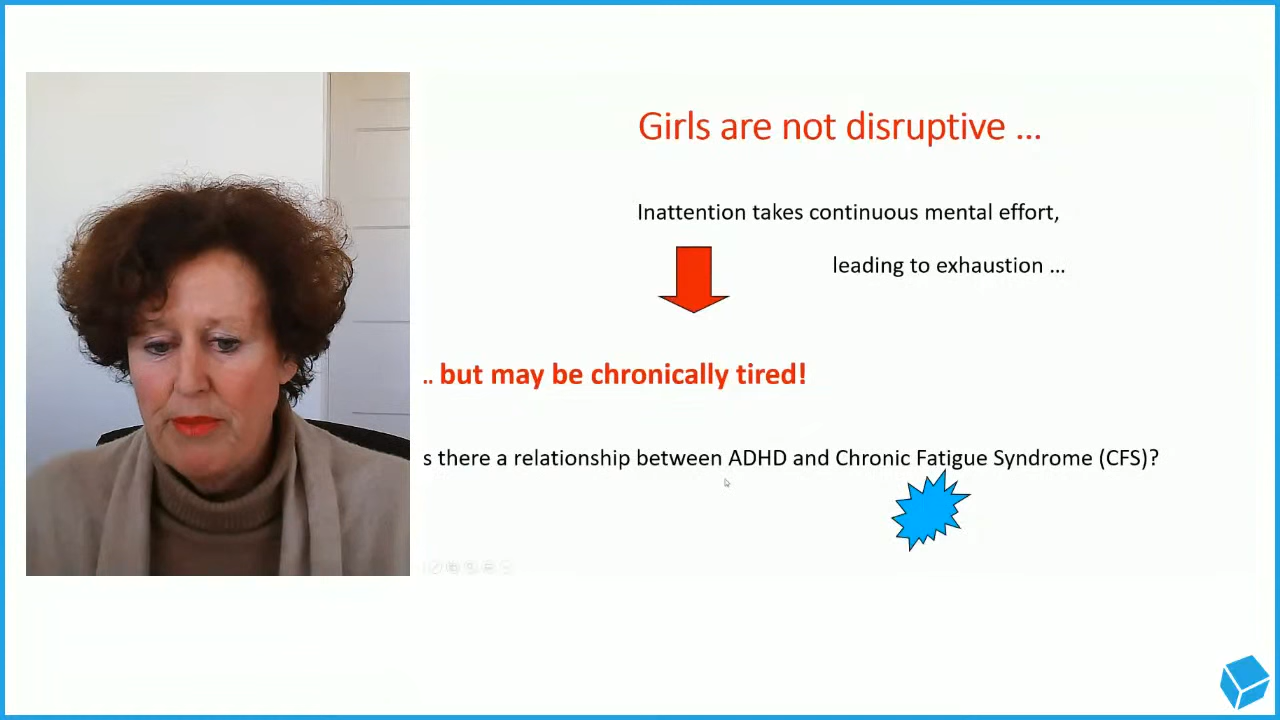 Girls are not disruptive ...
Inattention takes continuous mental effort,
leading to exhaustion ...
.. but may be chronically tired!
s there a relationship between ADHD and Chronic Fatigue Syndrome (CFS)?